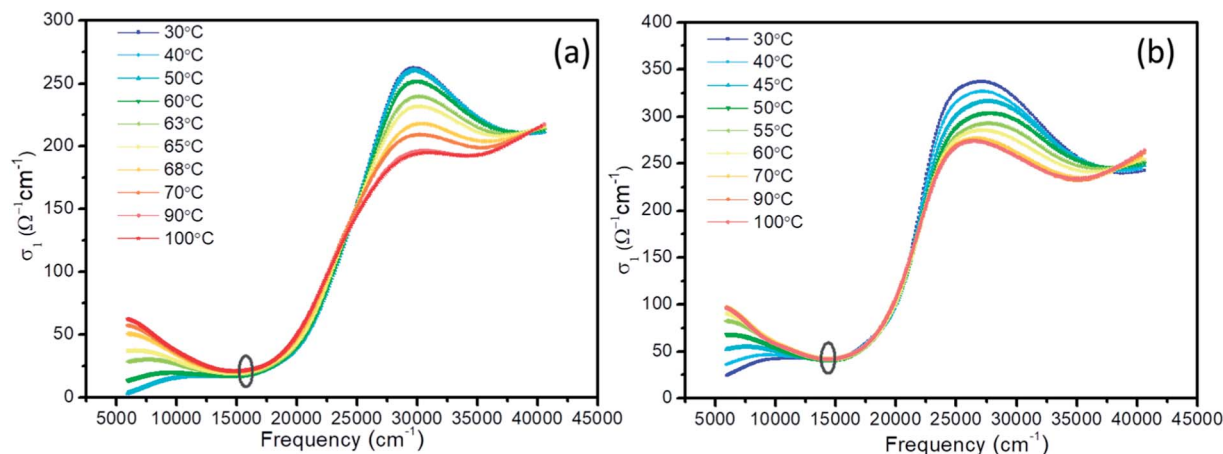 (a)
300
250
200
150
100
50
0
σ₁ (Ω⁻¹cm⁻¹)
30°C
40°C
50°C
60°C
63°C
65°C
68°C
70°C
90°C
100°C
5000 10000 15000 20000 25000 30000 35000 40000 45000
Frequency (cm⁻¹)
(b)
400
350
300
250
200
150
100
50
0
σ₁ (Ω⁻¹cm⁻¹)
30°C
40°C
45°C
50°C
55°C
60°C
70°C
90°C
100°C
5000 10000 15000 20000 25000 30000 35000 40000 45000
Frequency (cm⁻¹)